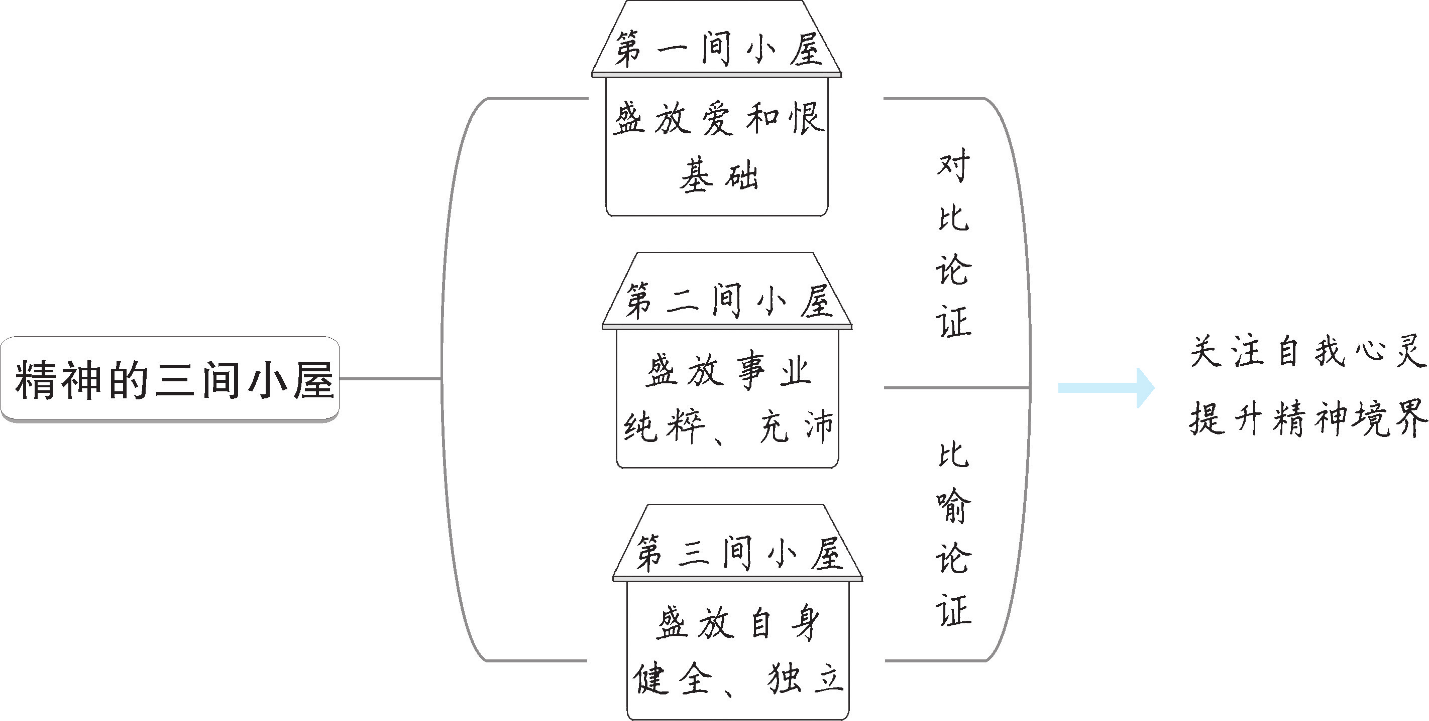 精神的三间小屋
第一间小屋
盛放爱和恨
基础
第二间小屋
盛放事业
纯粹、充沛
第三间小屋
盛放自身
健全、独立
对比论证
比喻论证
关注自我心灵
提升精神境界